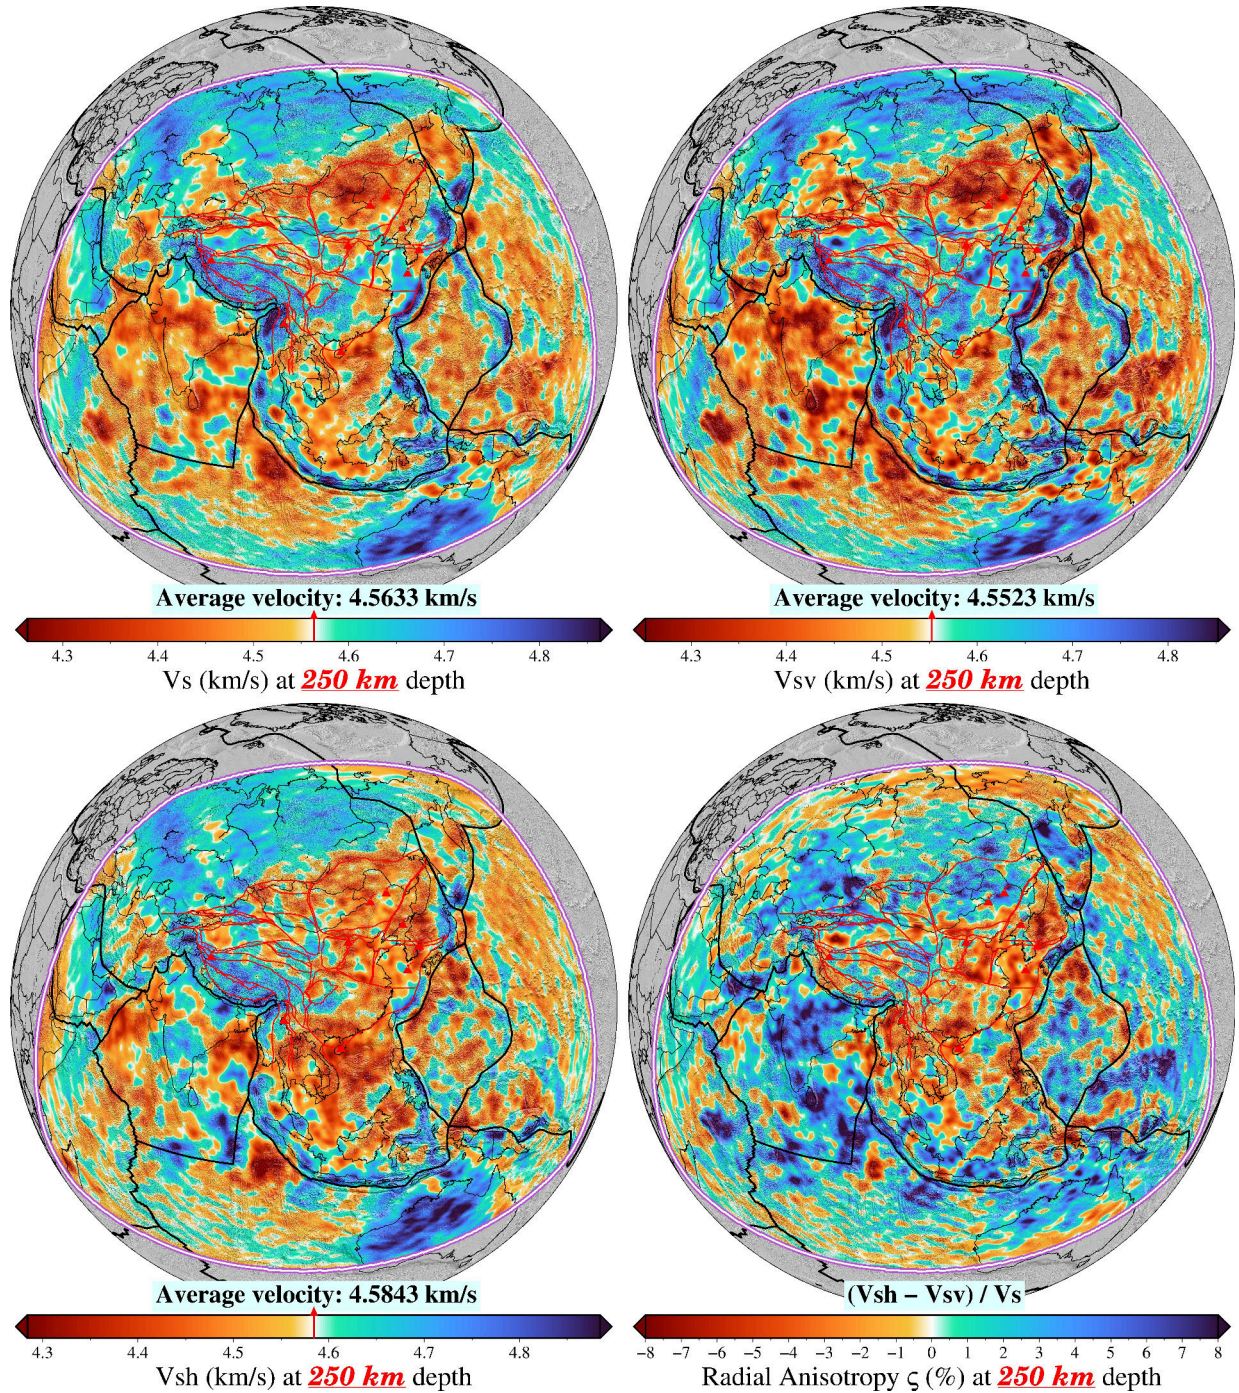 Average velocity: 4.5633 km/s
4.3 4.4 4.5 4.6 4.7 4.8
Vs (km/s) at 250 km depth
Average velocity: 4.5523 km/s
4.3 4.4 4.5 4.6 4.7 4.8
Vsv (km/s) at 250 km depth
Average velocity: 4.5843 km/s
4.3 4.4 4.5 4.6 4.7 4.8
Vsh (km/s) at 250 km depth
(Vsh − Vsv) / Vs
−8 −7 −6 −5 −4 −3 −2 −1 0 1 2 3 4 5 6 7 8
Radial Anisotropy ς (%) at 250 km depth